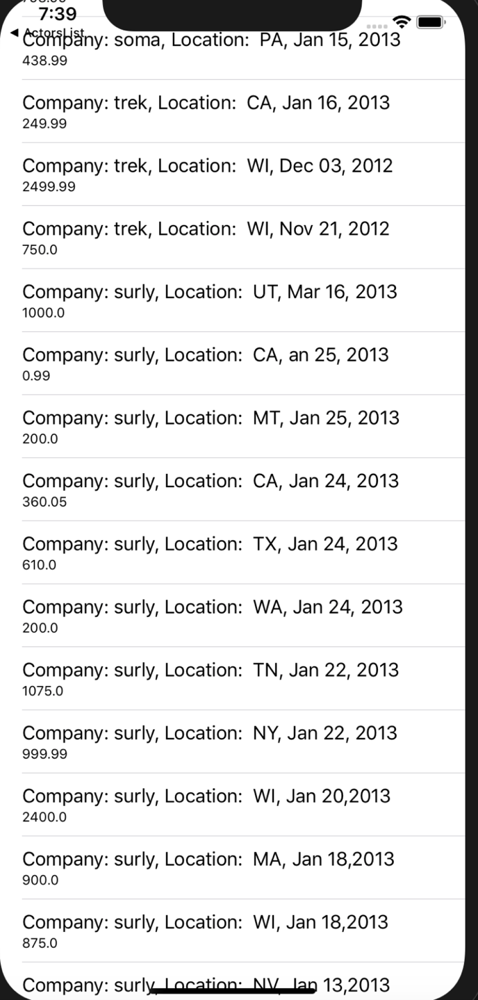 7:39
ActorsList
Company: soma, Location:  PA, Jan 15, 2013
438.99
Company: trek, Location:  CA, Jan 16, 2013
249.99
Company: trek, Location:  WI, Dec 03, 2012
2499.99
Company: trek, Location:  WI, Nov 21, 2012
750.0
Company: surly, Location:  UT, Mar 16, 2013
1000.0
Company: surly, Location:  CA, an 25, 2013
0.99
Company: surly, Location:  MT, Jan 25, 2013
200.0
Company: surly, Location:  CA, Jan 24, 2013
360.05
Company: surly, Location:  TX, Jan 24, 2013
610.0
Company: surly, Location:  WA, Jan 24, 2013
200.0
Company: surly, Location:  TN, Jan 22, 2013
1075.0
Company: surly, Location:  NY, Jan 22, 2013
999.99
Company: surly, Location:  WI, Jan 20,2013
2400.0
Company: surly, Location:  MA, Jan 18,2013
900.0
Company: surly, Location:  WI, Jan 18,2013
875.0
Company: surly, Location:  NV, Jan 13,2013